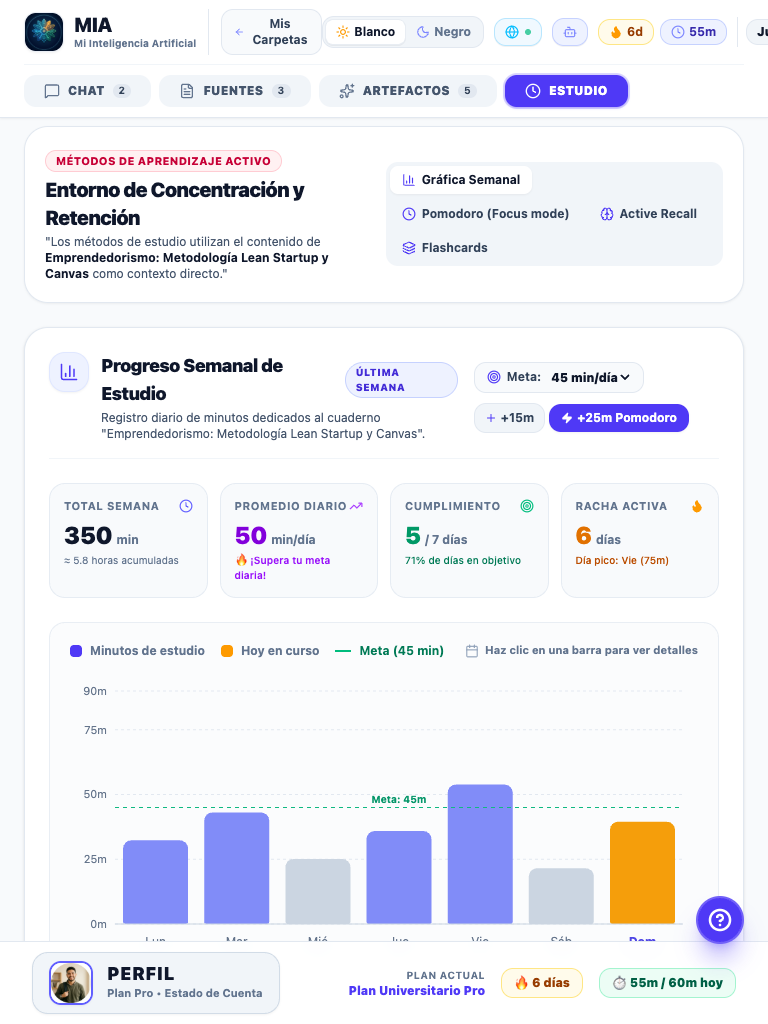 MIA
Mi Inteligencia Artificial
Mis
Carpetas
Blanco
Negro
6d
55m
CHAT 2
FUENTES 3
ARTEFACTOS 5
ESTUDIO
MÉTODOS DE APRENDIZAJE ACTIVO
Entorno de Concentración y
Retención
"Los métodos de estudio utilizan el contenido de
Emprendedorismo: Metodología Lean Startup y
Canvas como contexto directo."
Gráfica Semanal
Pomodoro (Focus mode)
Active Recall
Flashcards
Progreso Semanal de
Estudio
ÚLTIMA
SEMANA
Registro diario de minutos dedicados al cuaderno
"Emprendedorismo: Metodología Lean Startup y Canvas".
Meta: 45 min/día
+15m
+25m Pomodoro
TOTAL SEMANA
350 min
≈ 5.8 horas acumuladas
PROMEDIO DIARIO
50 min/día
🔥 ¡Supera tu meta
diaria!
CUMPLIMIENTO
5 / 7 días
71% de días en objetivo
RACHA ACTIVA
6 días
Día pico: Vie (75m)
Minutos de estudio
Hoy en curso
Meta (45 min)
Haz clic en una barra para ver detalles
90m
75m
50m
Meta: 45m
25m
0m
PERFIL
Plan Pro • Estado de Cuenta
PLAN ACTUAL
Plan Universitario Pro
🔥 6 días
⏱️ 55m / 60m hoy